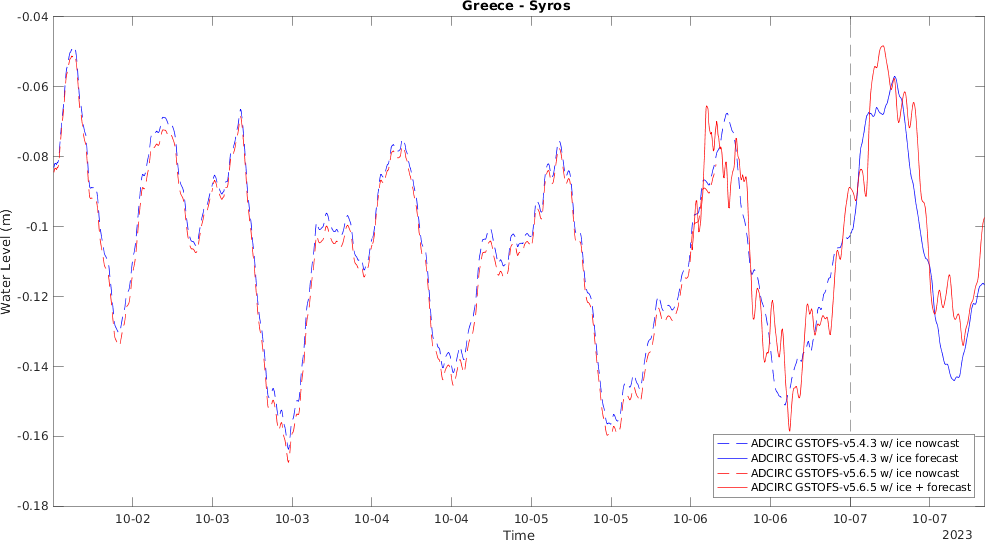 Greece - Syros
-0.04
-0.06
-0.08
-0.1
-0.12
-0.14
-0.16
-0.18
Water Level (m)
10-02
10-03
10-03
10-04
10-04
10-05
10-05
10-06
10-06
10-07
10-07
Time
2023
ADCIRC GSTOFS-v5.4.3 w/ ice nowcast
ADCIRC GSTOFS-v5.4.3 w/ ice forecast
ADCIRC GSTOFS-v5.6.5 w/ ice nowcast
ADCIRC GSTOFS-v5.6.5 w/ ice + forecast